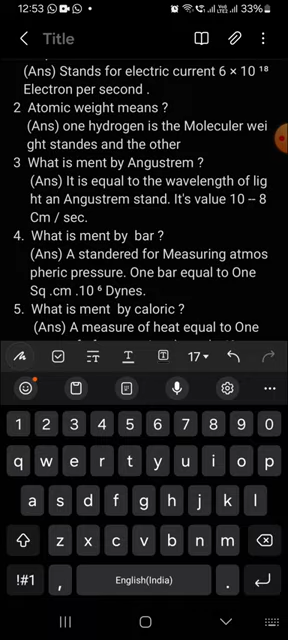 12:53
33%
Title
(Ans) Stands for electric current 6 × 10 ¹⁸
Electron per second .
2 Atomic weight means ?
(Ans) one hydrogen is the Moleculer wei
ght standes and the other
3 What is ment by Angustrem ?
(Ans) It is equal to the wavelength of lig
ht an Angustrem stand. It's value 10 -- 8
Cm / sec.
4. What is ment by bar ?
(Ans) A standered for Measuring atmos
pheric pressure. One bar equal to One
Sq .cm .10 ⁶ Dynes.
5. What is ment by caloric ?
(Ans) A measure of heat equal to One
17
1 2 3 4 5 6 7 8 9 0
q w e r t y u i o p
a s d f g h j k l
z x c v b n m
!#1 , English(India) .